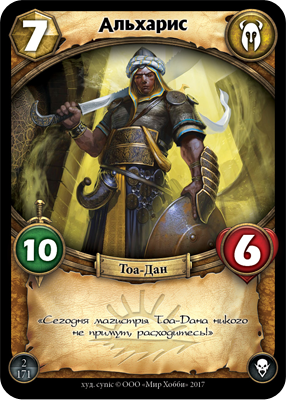 7
Альхарис
10
6
Тоа-Дан
«Сегодня магистры Тоа-Дана никого
не примут, расходитесь!»
2
171
худ. cynic © ООО «Мир Хобби» 2017